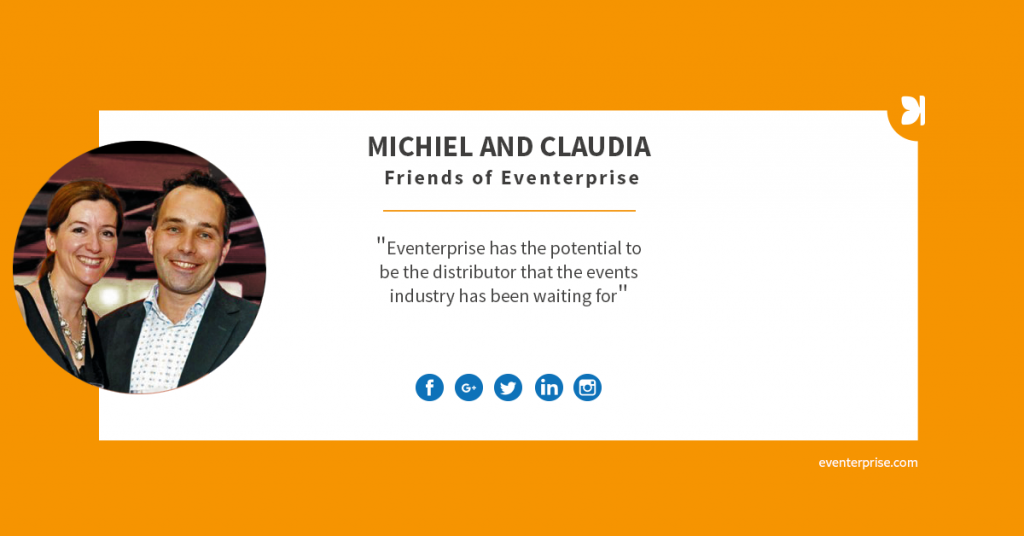 MICHIEL AND CLAUDIA
Friends of Eventerprise
"Eventerprise has the potential to
be the distributor that the events
industry has been waiting for"
f G+ in
eventerprise.com